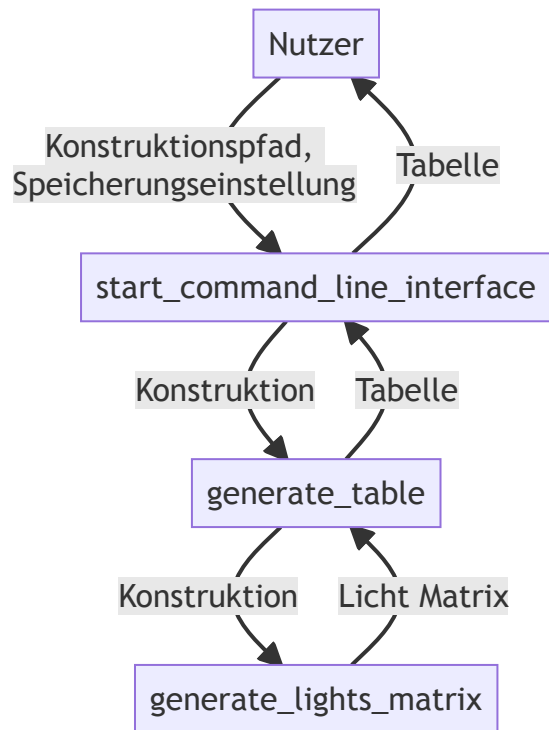 Nutzer
Konstruktionspfad,
Speicherungseinstellung
Tabelle
start_command_line_interface
Konstruktion
Tabelle
generate_table
Konstruktion
Licht Matrix
generate_lights_matrix